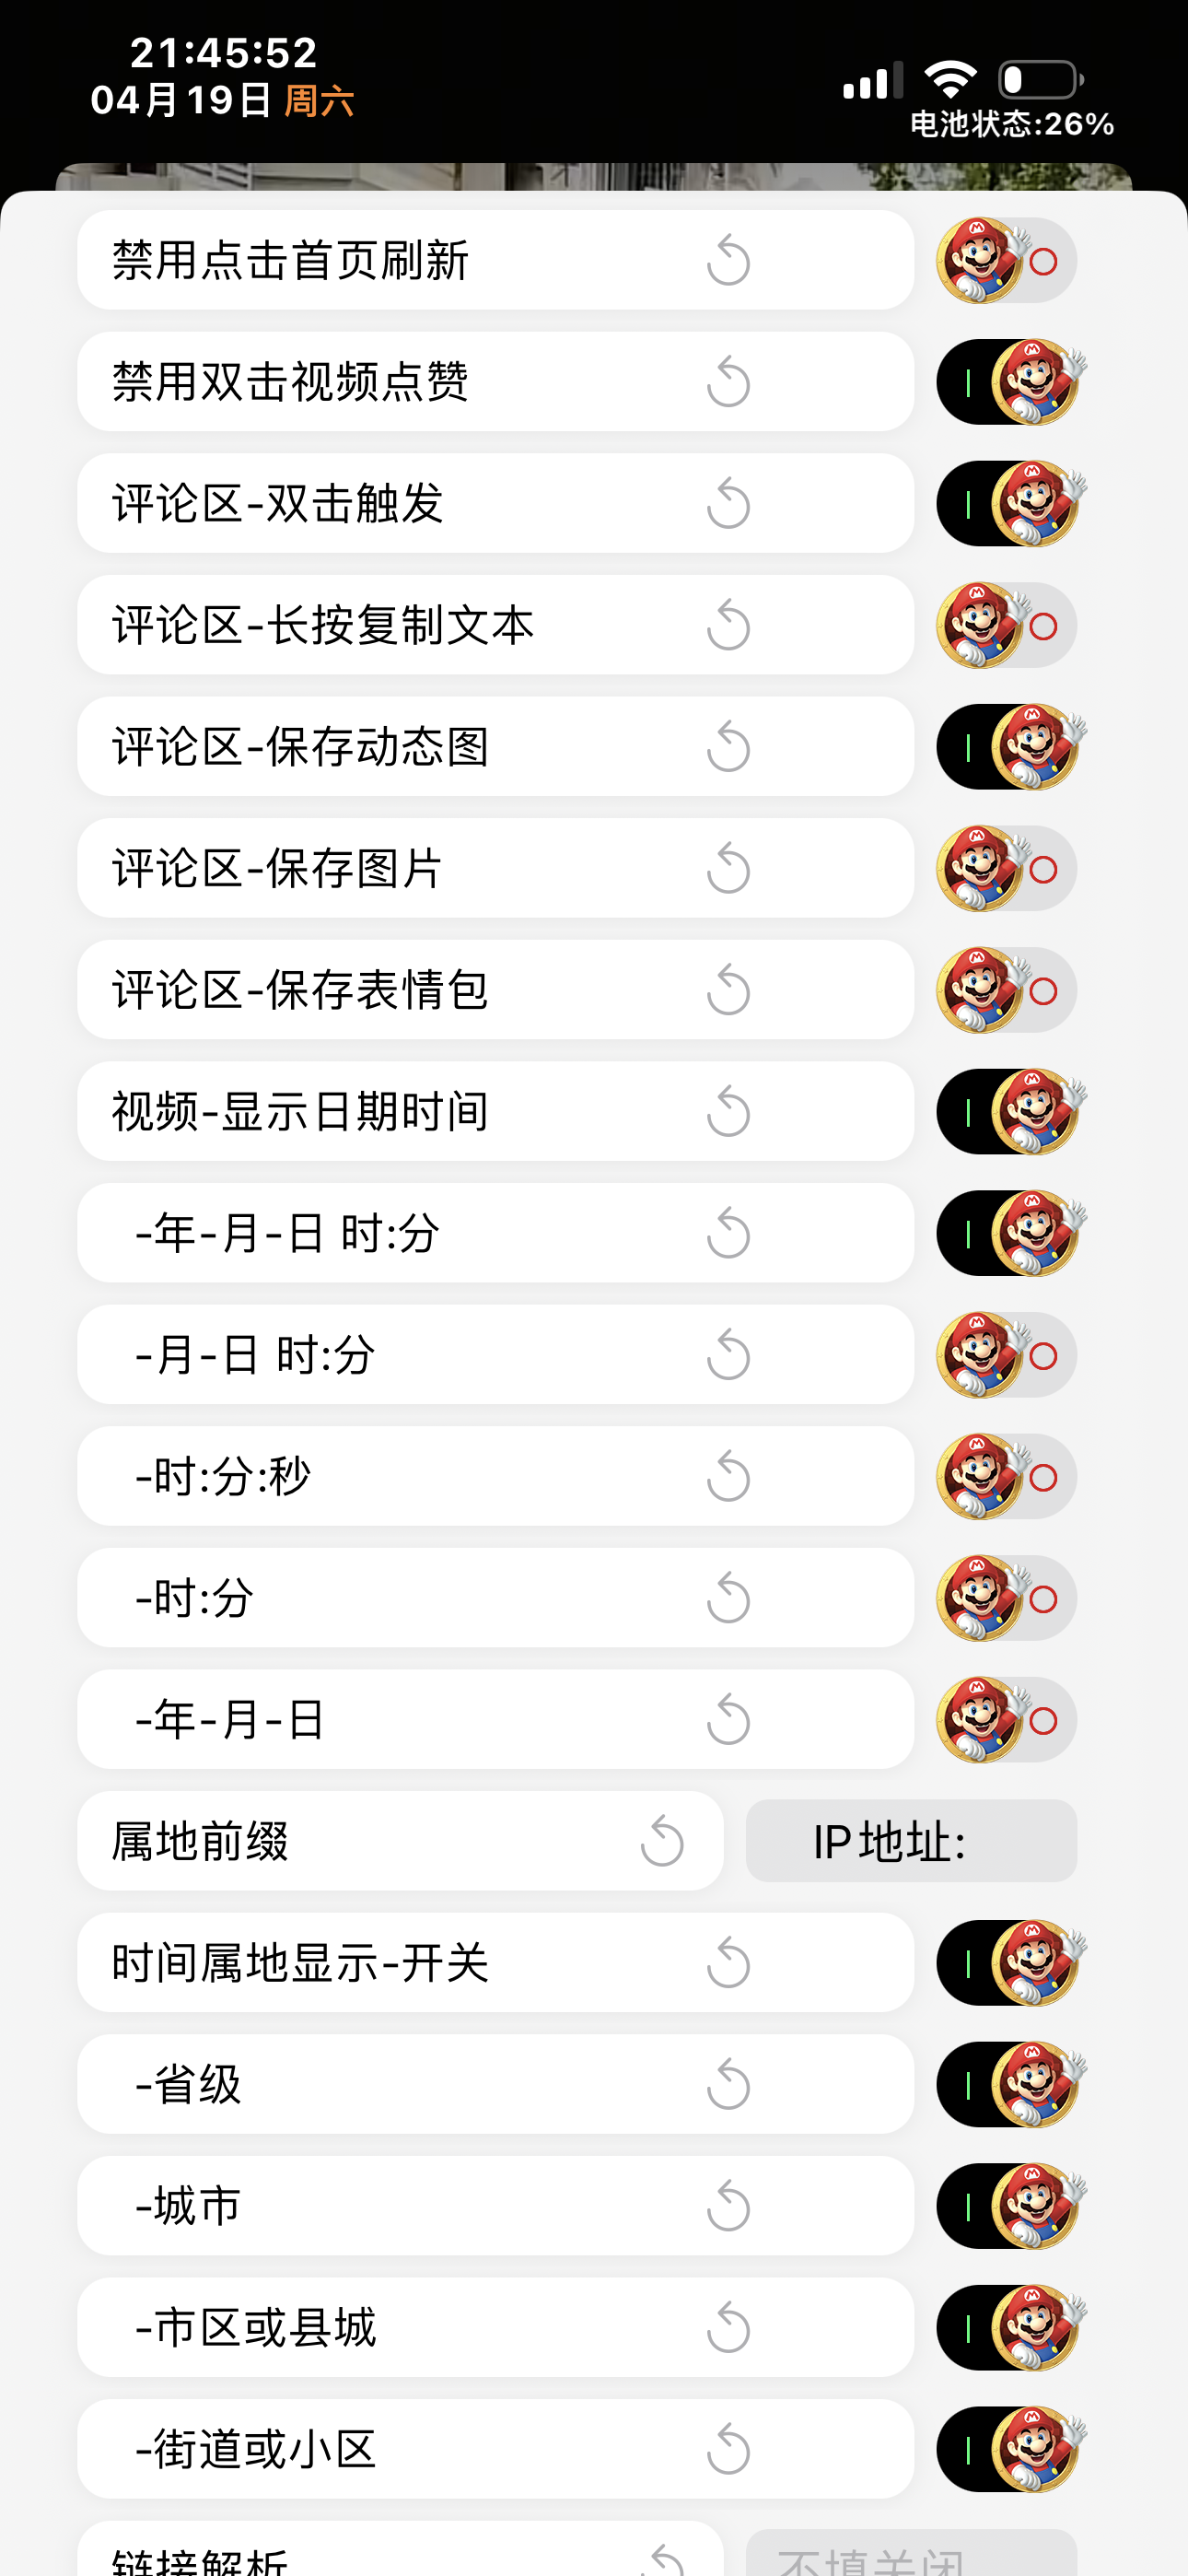 21:45:52
04月19日 周六
电池状态:26%
禁用点击首页刷新
禁用双击视频点赞
评论区-双击触发
评论区-长按复制文本
评论区-保存动态图
评论区-保存图片
评论区-保存表情包
视频-显示日期时间
-年-月-日 时:分
-月-日 时:分
-时:分:秒
-时:分
-年-月-日
属地前缀
IP地址:
时间属地显示-开关
-省级
-城市
-市区或县城
-街道或小区
链接解析
不填关闭